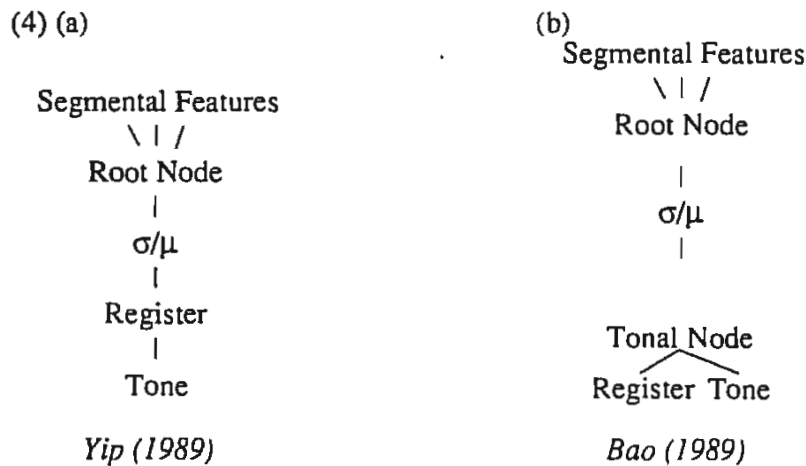 (4) (a)
Segmental Features
Root Node
σ/μ
Register
Tone
Yip (1989)
(b)
Segmental Features
Root Node
σ/μ
Tonal Node
Register Tone
Bao (1989)